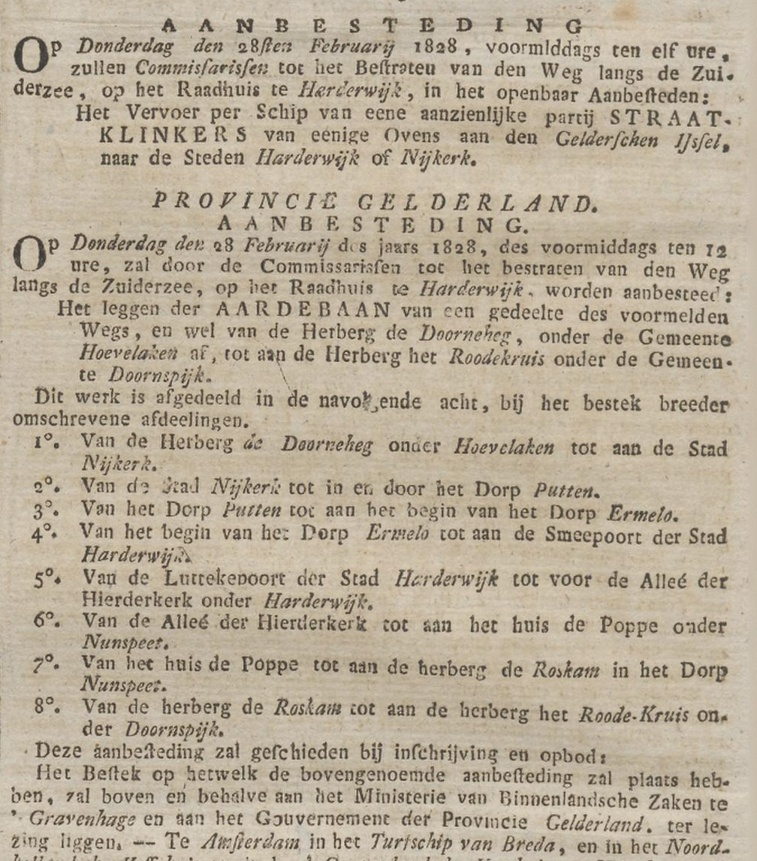 AANBESTEDING
Op Donderdag den 28ſten Februarij 1828, voormiddags ten elf ure,
zullen Commiſſariſſen tot het Beſtraten van den Weg langs de Zui-
derzee, op het Raadhuis te Harderwijk, in het openbaar Aanbeſteden:
Het Vervoer per Schip van eene aanzienlijke partij STRAAT-
KLINKERS van eenige Ovens aan den Gelderſchen IJsſel,
naar de Steden Harderwijk of Nijkerk.
PROVINCIE GELDERLAND.
AANBESTEDING.
Op Donderdag den 28 Februarij des jaars 1828, des voormiddags ten 12
ure, zal door de Commissarisſen tot het bestraten van den Weg
langs de Zuiderzee, op het Raadhuis te Harderwijk, worden aanbesteed:
Het leggen der AARDEBAAN van een gedeelte des voormelden
Wegs, en wel van de Herberg de Doorneheg, onder de Gemeente
Hoevelaken af, tot aan de Herberg het Roodekruis onder de Gemeen-
te Doornspijk.
Dit werk is afgedeeld in de navolgende acht, bij het bestek breeder
omschrevene afdeelingen.
1°. Van de Herberg de Doorneheg onder Hoevelaken tot aan de Stad
Nijkerk.
2°. Van de Stad Nijkerk tot in en door het Dorp Putten.
3°. Van het Dorp Putten tot aan het begin van het Dorp Ermelo.
4°. Van het begin van het Dorp Ermelo tot aan de Smeepoort der Stad
Harderwijk.
5°. Van de Luttekepoort der Stad Harderwijk tot voor de Alleé der
Hierderkerk onder Harderwijk.
6°. Van de Alleé der Hierderkerk tot aan het huis de Poppe onder
Nunspeet.
7°. Van het huis de Poppe tot aan de herberg de Roskam in het Dorp
Nunspeet.
8°. Van de herberg de Roskam tot aan de herberg het Roode-Kruis on-
der Doornspijk.
Deze aanbeſteding zal geſchieden bij inſchrijving en opbod:
Het Beſtek op hetwelk de bovengenoemde aanbeſteding zal plaats heb-
ben, zal boven en behalve aan het Ministerie van Binnenlandsche Zaken te
's Gravenhage en aan het Gouvernement der Provincie Gelderland, ter le-
zing liggen. — Te Amſterdam in het Turfschip van Breda, en in het Noord-